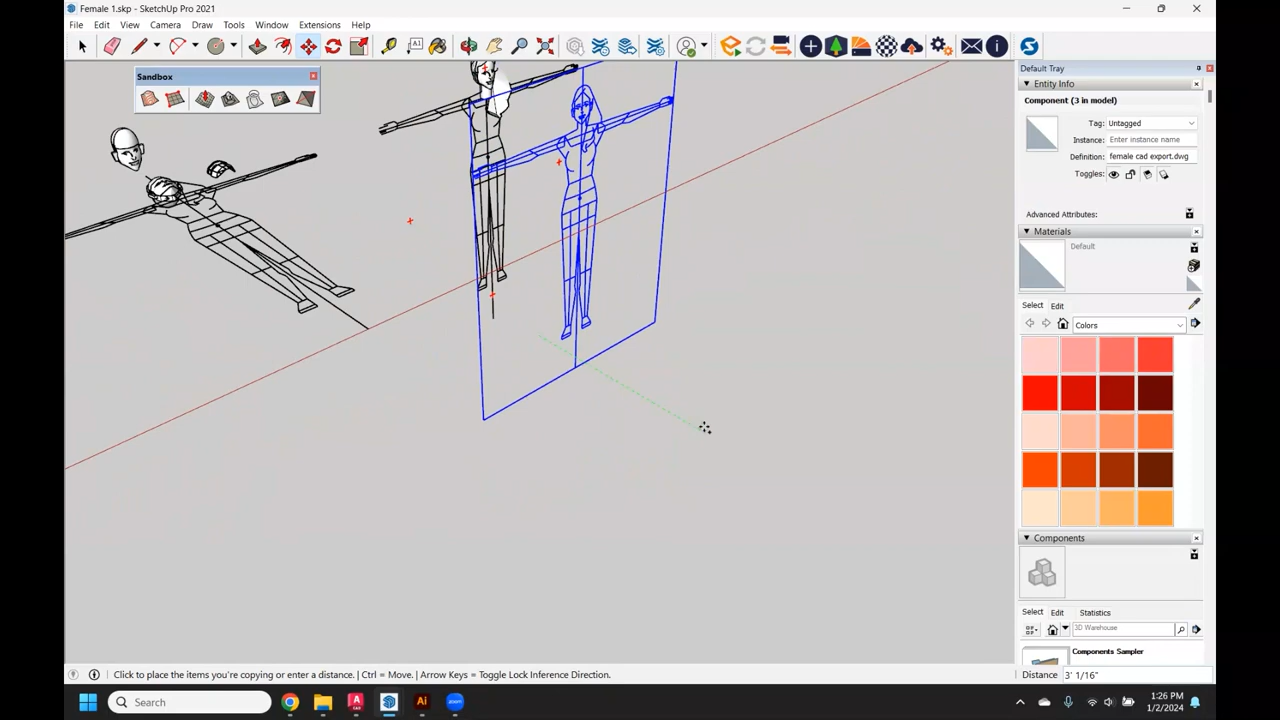 Female 1.skp - SketchUp Pro 2021
File Edit View Camera Draw Tools Window Extensions Help
Sandbox
Default Tray
Entity Info
Component (3 in model)
Tag: Untagged
Instance: Enter instance name
Definition: female cad export.dwg
Toggles:
Advanced Attributes:
Materials
Default
Select Edit
Colors
Components
Select Edit Statistics
3D Warehouse
Components Sampler
Click to place the items you're copying or enter a distance. | Ctrl = Move. | Arrow Keys = Toggle Lock Inference Direction.
Distance 3' 1/16"
Search
1:26 PM
1/2/2024